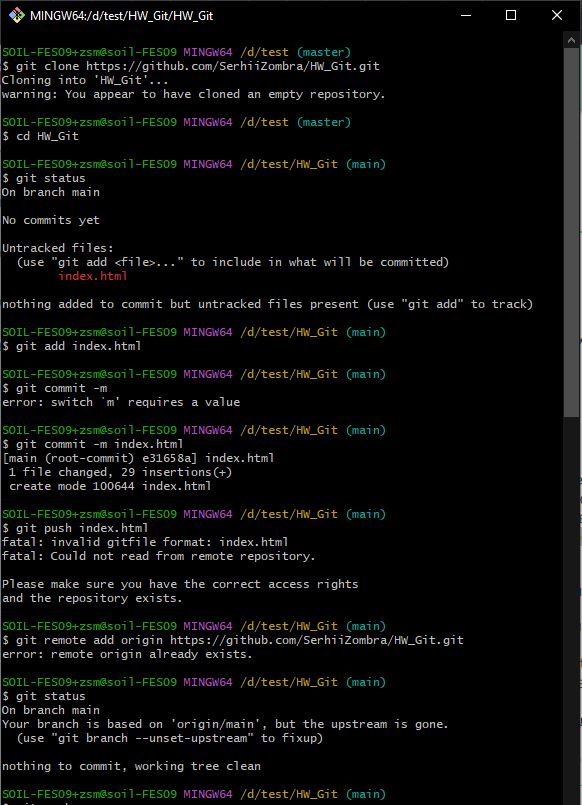 MINGW64:/d/test/HW_Git/HW_Git
SOIL-FES09+zsm@soil-FES09 MINGW64 /d/test (master)
$ git clone https://github.com/SerhiiZombra/HW_Git.git
Cloning into 'HW_Git'...
warning: You appear to have cloned an empty repository.
SOIL-FES09+zsm@soil-FES09 MINGW64 /d/test (master)
$ cd HW_Git
SOIL-FES09+zsm@soil-FES09 MINGW64 /d/test/HW_Git (main)
$ git status
On branch main
No commits yet
Untracked files:
(use "git add <file>..." to include in what will be committed)
index.html
nothing added to commit but untracked files present (use "git add" to track)
SOIL-FES09+zsm@soil-FES09 MINGW64 /d/test/HW_Git (main)
$ git add index.html
SOIL-FES09+zsm@soil-FES09 MINGW64 /d/test/HW_Git (main)
$ git commit -m
error: switch `m' requires a value
SOIL-FES09+zsm@soil-FES09 MINGW64 /d/test/HW_Git (main)
$ git commit -m index.html
[main (root-commit) e31658a] index.html
1 file changed, 29 insertions(+)
create mode 100644 index.html
SOIL-FES09+zsm@soil-FES09 MINGW64 /d/test/HW_Git (main)
$ git push index.html
fatal: invalid gitfile format: index.html
fatal: Could not read from remote repository.
Please make sure you have the correct access rights
and the repository exists.
SOIL-FES09+zsm@soil-FES09 MINGW64 /d/test/HW_Git (main)
$ git remote add origin https://github.com/SerhiiZombra/HW_Git.git
error: remote origin already exists.
SOIL-FES09+zsm@soil-FES09 MINGW64 /d/test/HW_Git (main)
$ git status
On branch main
Your branch is based on 'origin/main', but the upstream is gone.
(use "git branch --unset-upstream" to fixup)
nothing to commit, working tree clean
SOIL-FES09+zsm@soil-FES09 MINGW64 /d/test/HW_Git (main)